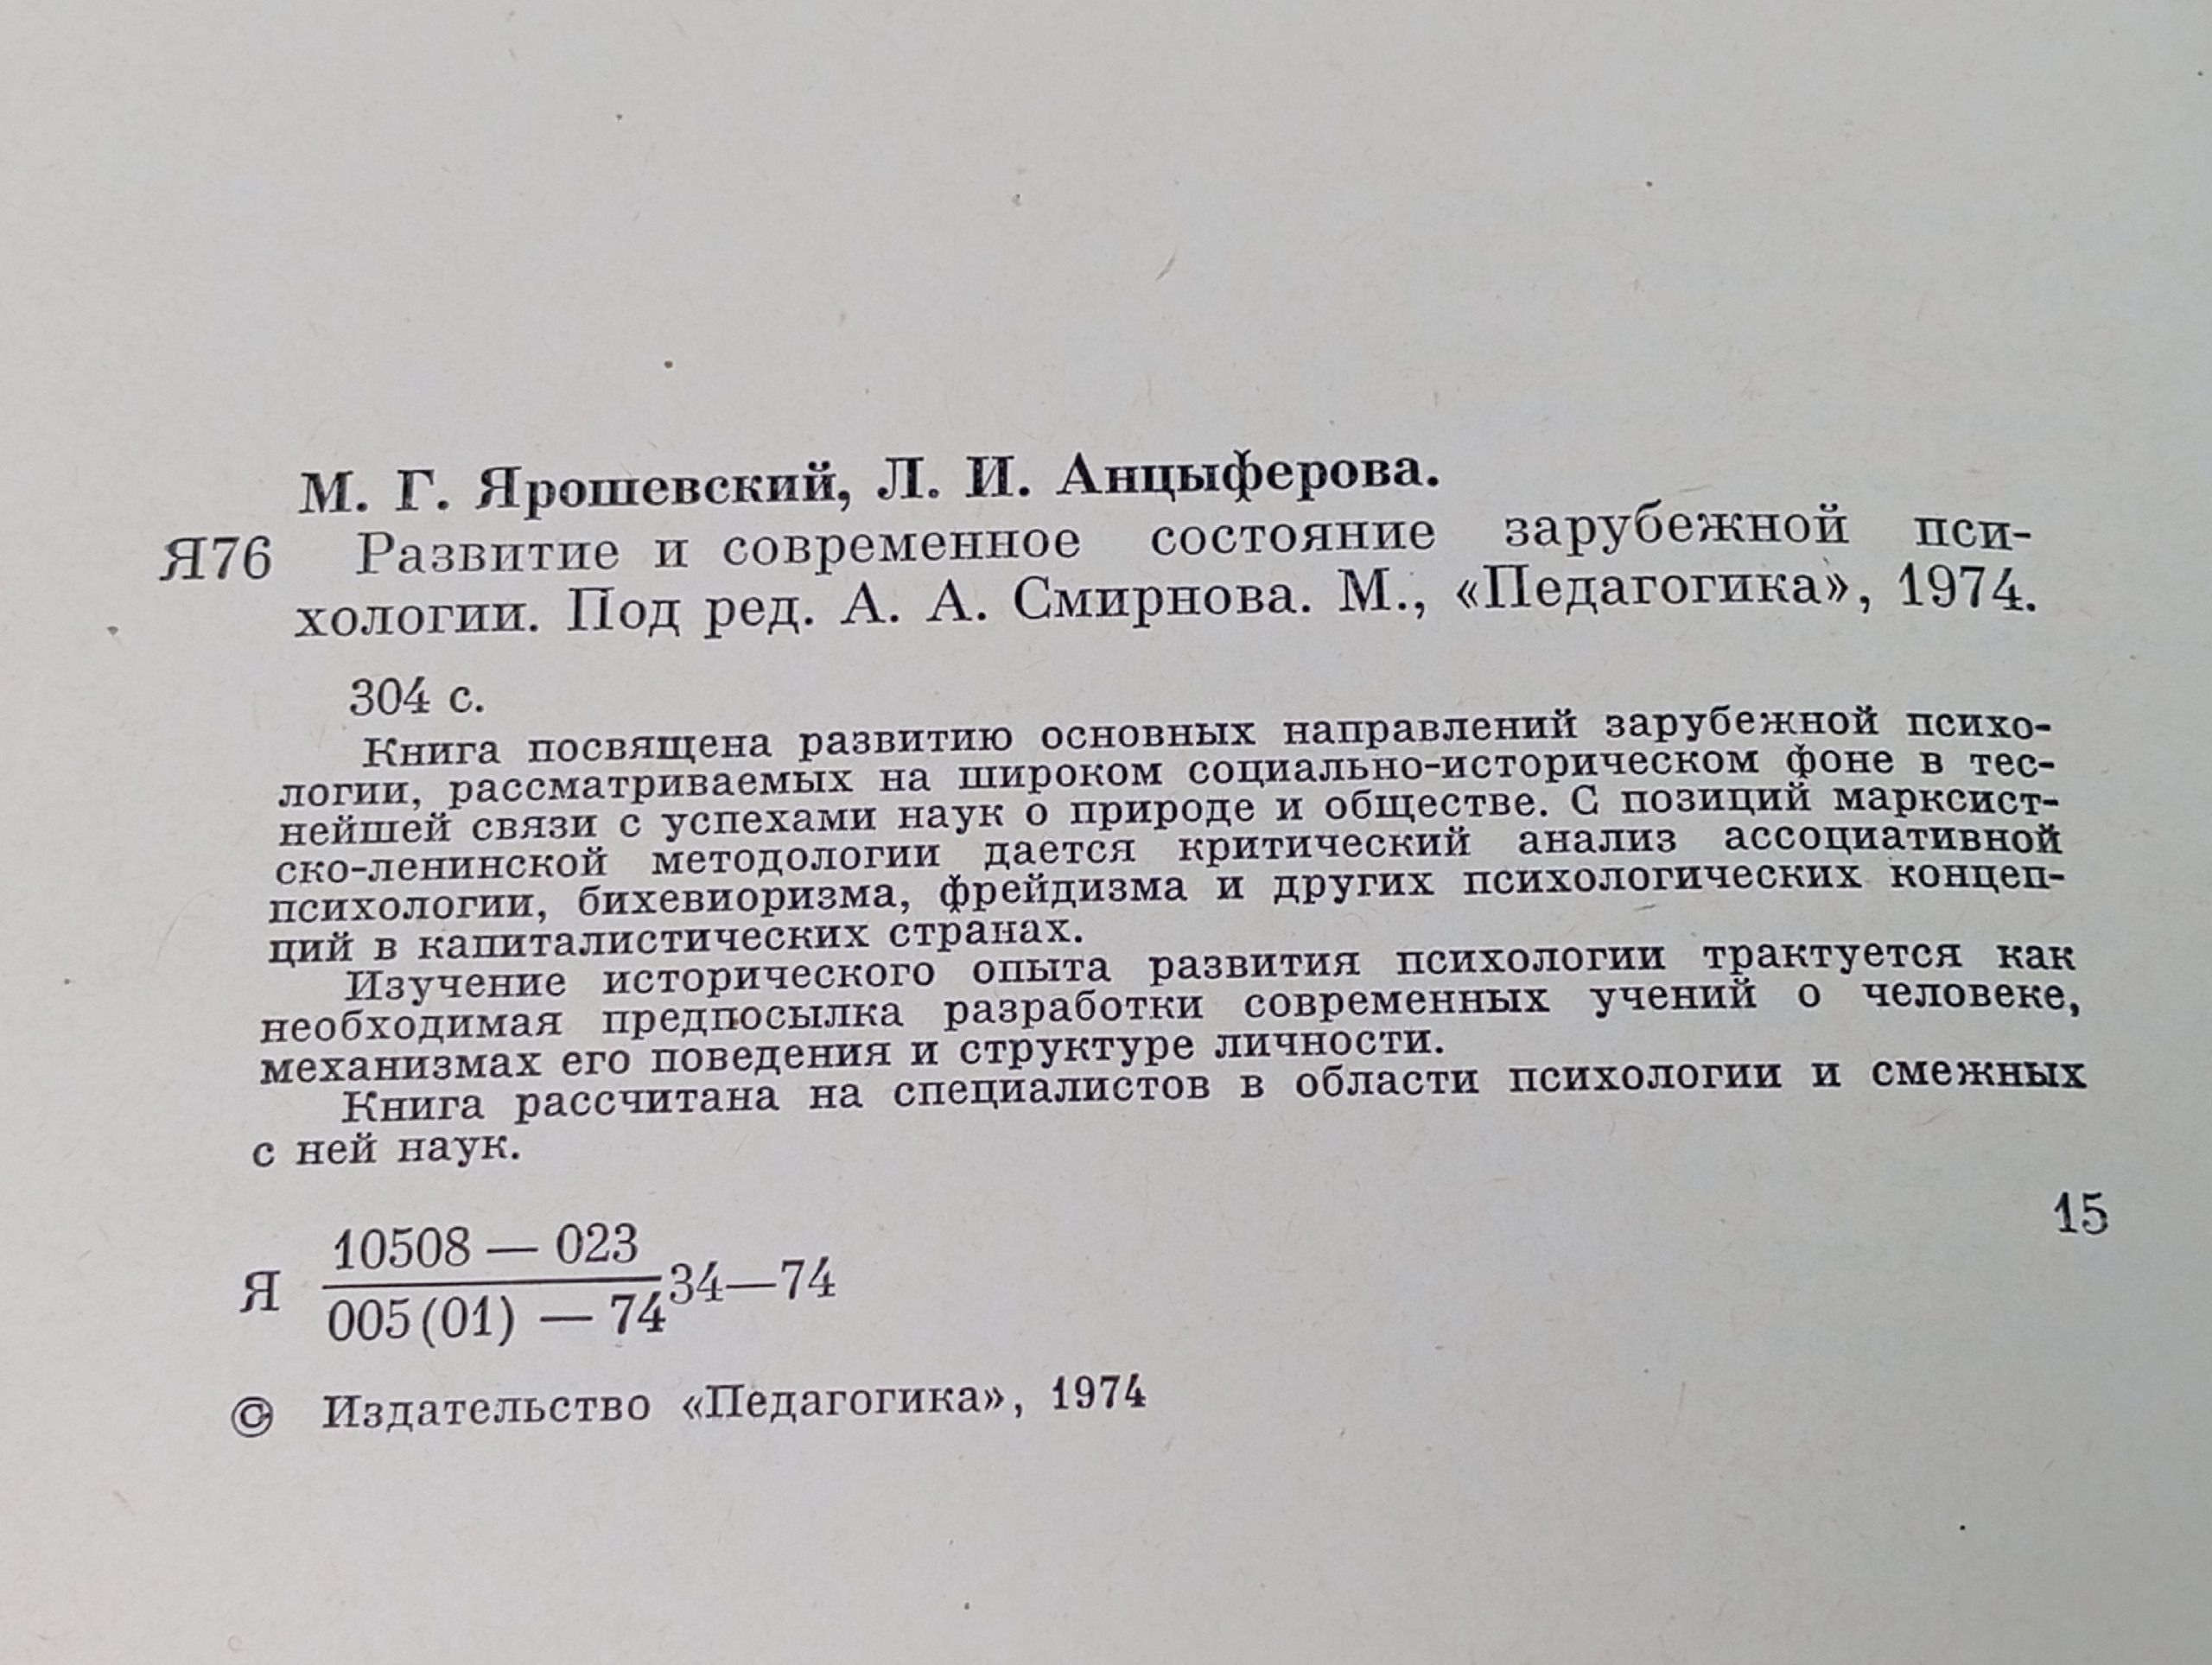 М. Г. Ярошевский, Л. И. Анцыферова.
Я76 Развитие и современное состояние зарубежной пси-
хологии. Под ред. А. А. Смирнова. М., «Педагогика», 1974.
304 с.
Книга посвящена развитию основных направлений зарубежной психо-
логии, рассматриваемых на широком социально-историческом фоне в тес-
нейшей связи с успехами наук о природе и обществе. С позиций марксист-
ско-ленинской методологии дается критический анализ ассоциативной
психологии, бихевиоризма, фрейдизма и других психологических концеп-
ций в капиталистических странах.
Изучение исторического опыта развития психологии трактуется как
необходимая предпосылка разработки современных учений о человеке,
механизмах его поведения и структуре личности.
Книга рассчитана на специалистов в области психологии и смежных
с ней наук.
15
10508 — 023
Я 34—74
005(01) — 74
© Издательство «Педагогика», 1974